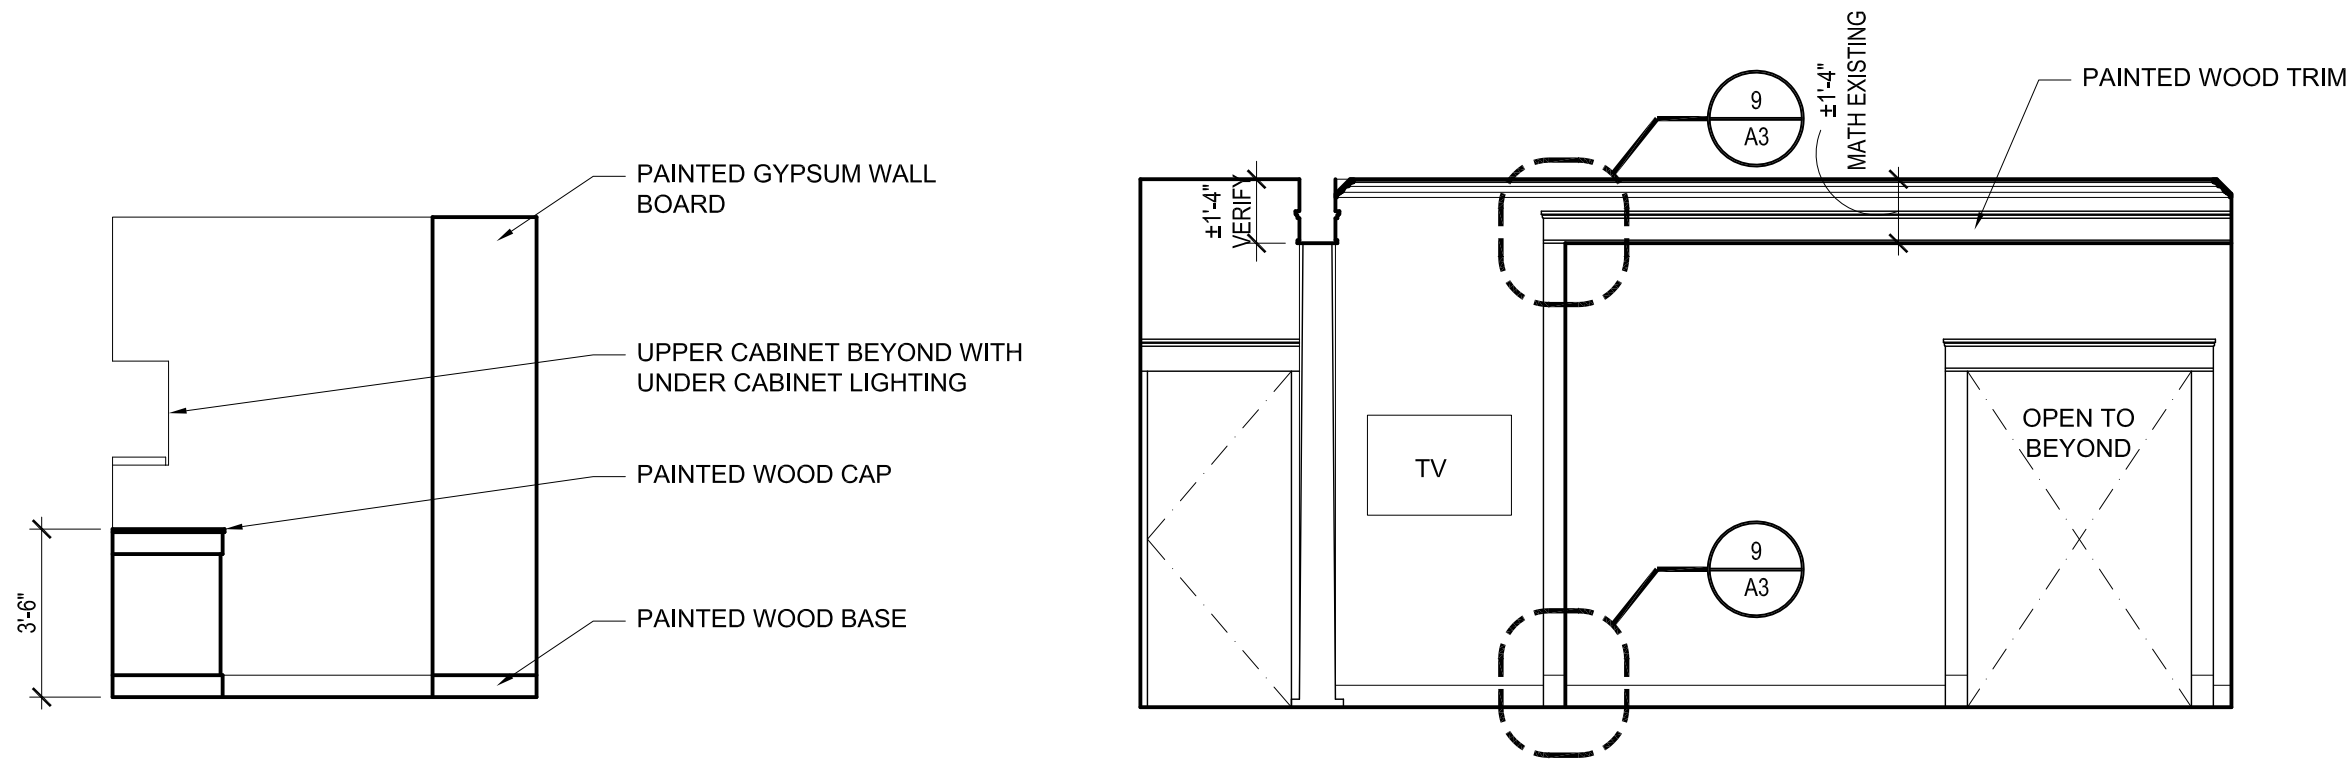 PAINTED GYPSUM WALL
BOARD
UPPER CABINET BEYOND WITH
UNDER CABINET LIGHTING
PAINTED WOOD CAP
PAINTED WOOD BASE
3'-6"
±1'-4"
VERIFY
9
A3
±1'-4"
MATH EXISTING
PAINTED WOOD TRIM
TV
OPEN TO
BEYOND
9
A3